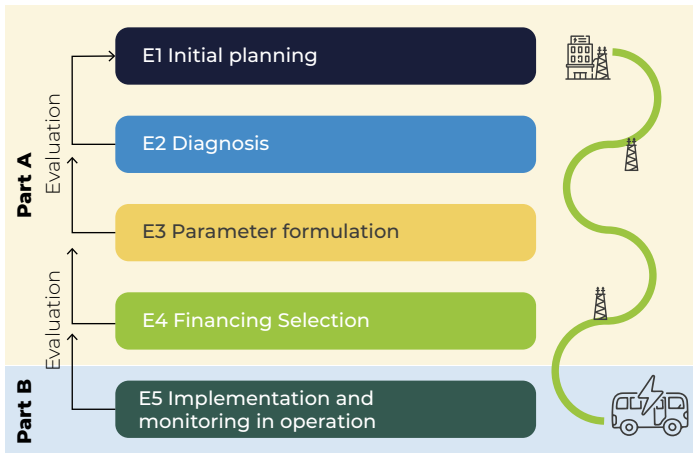 Part A
Evaluation
Evaluation
E1 Initial planning
E2 Diagnosis
E3 Parameter formulation
E4 Financing Selection
Part B
E5 Implementation and
monitoring in operation